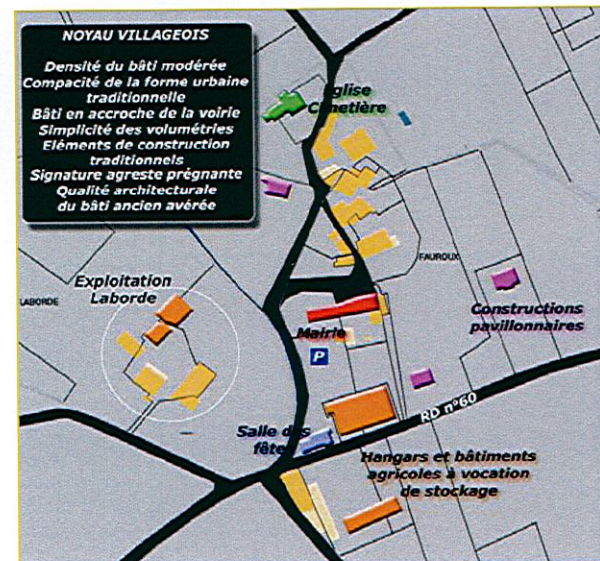 NOYAU VILLAGEOIS
Densité du bâti modérée
Compacité de la forme urbaine
traditionnelle
Bâti en accroche de la voirie
Simplicité des volumétries
Eléments de construction
traditionnels
Signature agreste prégnante
Qualité architecturale
du bâti ancien avérée
Eglise
Cimetière
FAUROUX
Exploitation
Laborde
LABORDE
Constructions
pavillonnaires
Mairie
P
RD n°60
Salle des
fêtes
Hangars et bâtiments
agricoles à vocation
de stockage